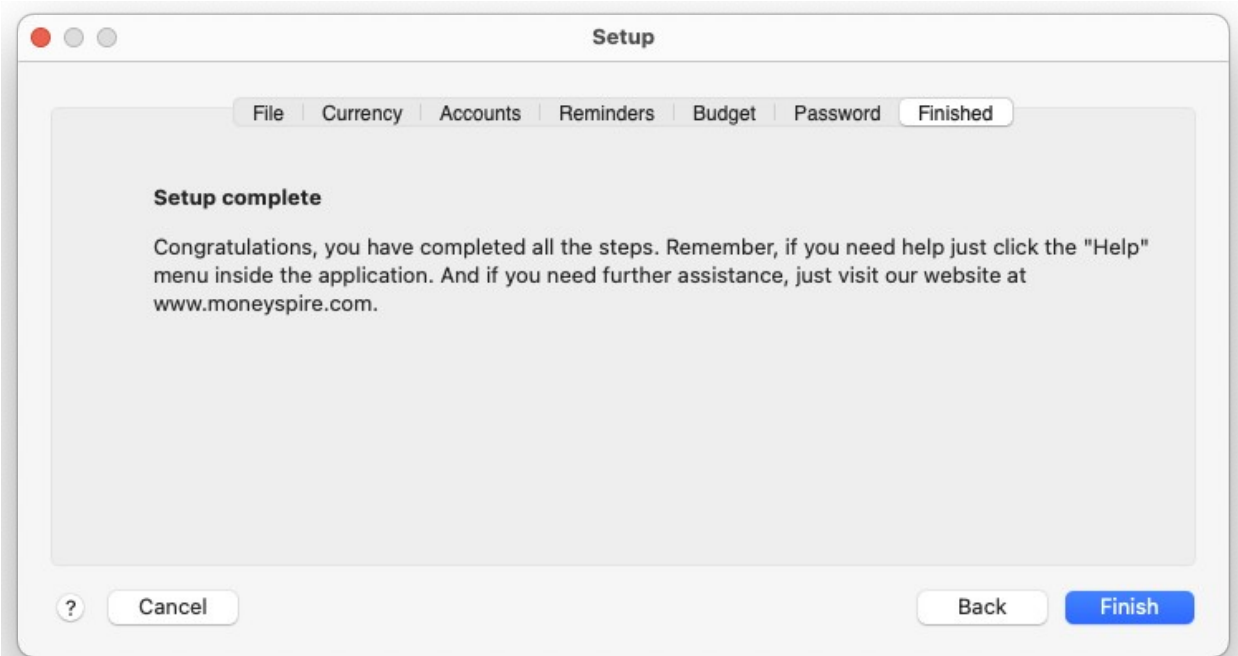 Setup
File Currency Accounts Reminders Budget Password Finished
Setup complete
Congratulations, you have completed all the steps. Remember, if you need help just click the "Help"
menu inside the application. And if you need further assistance, just visit our website at
www.moneyspire.com.
? Cancel Back Finish